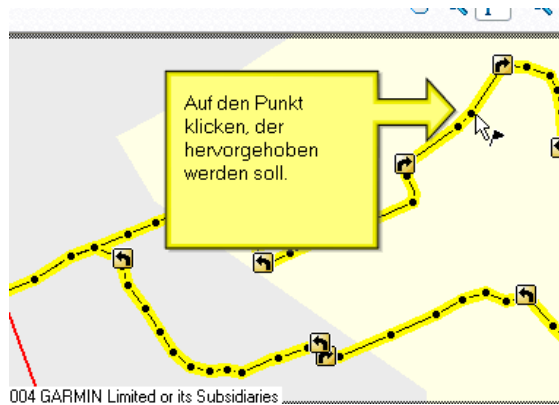 Auf den Punkt
klicken, der
hervorgehoben
werden soll.
004 GARMIN Limited or its Subsidiaries